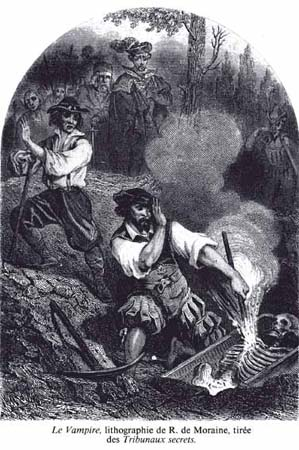 Le Vampire, lithographie de R. de Moraine, tirée
des Tribunaux secrets.